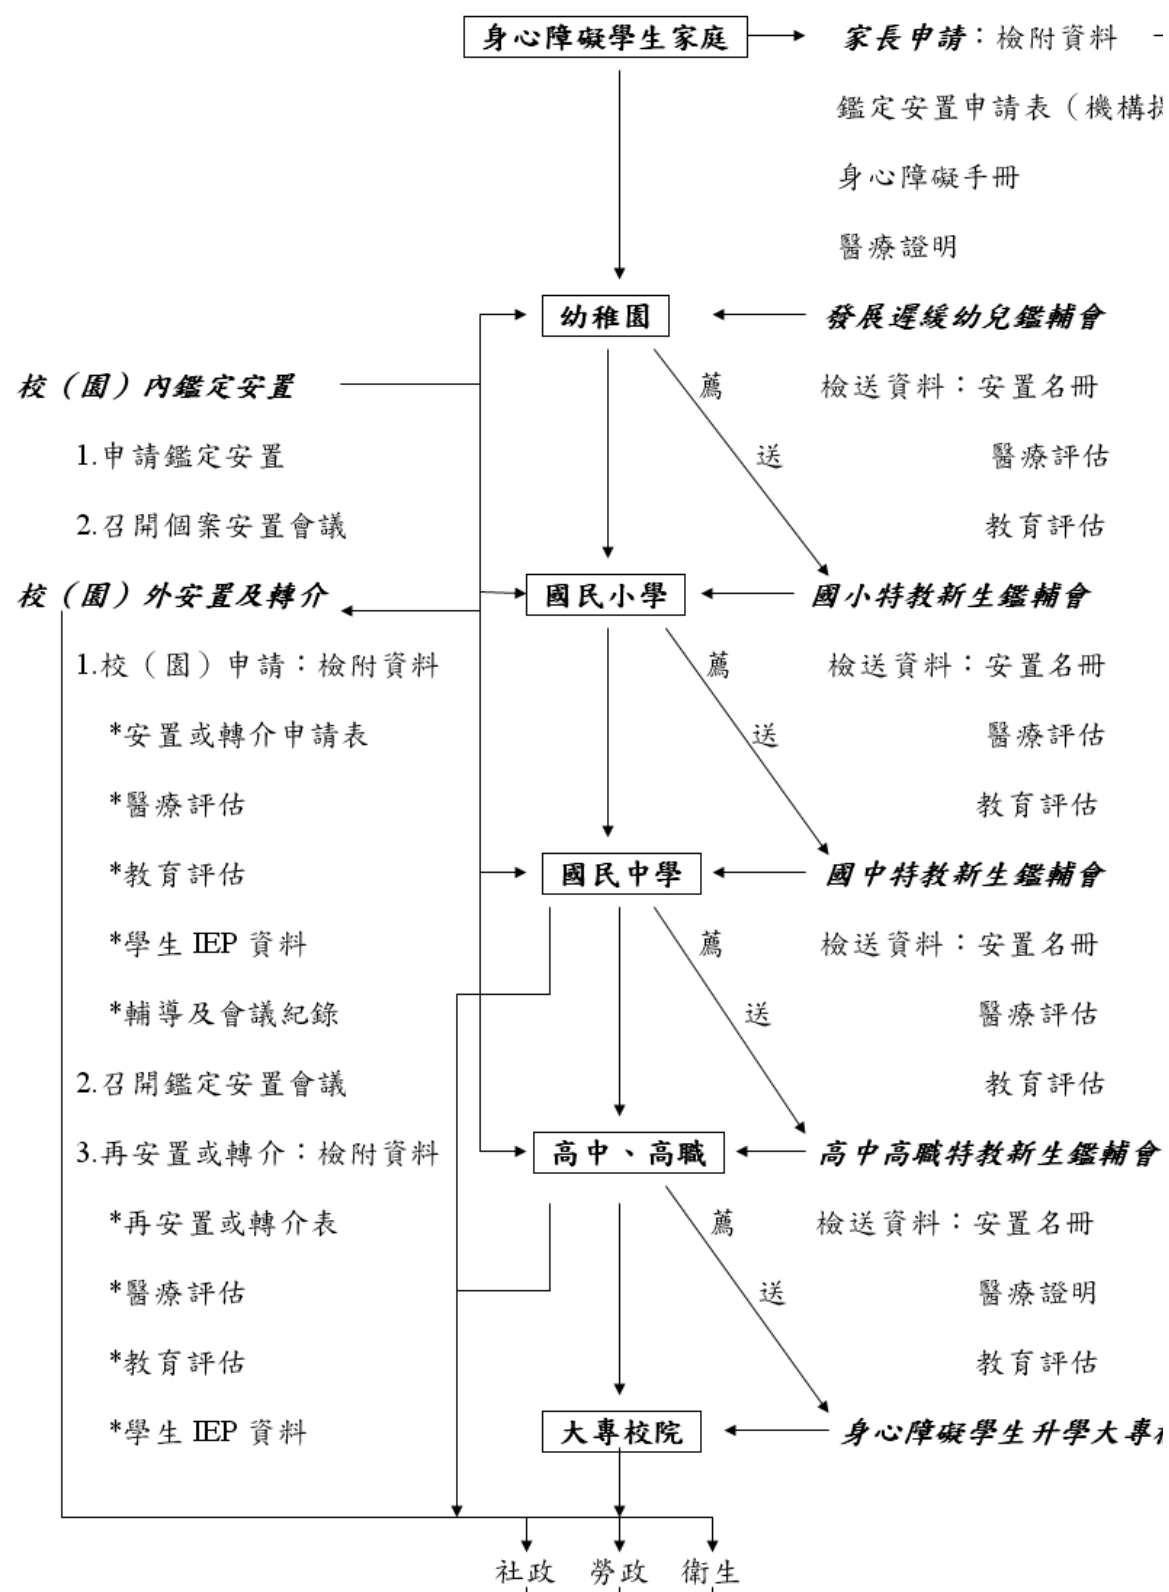 身心障礙學生家庭
家長申請：檢附資料
鑑定安置申請表（機構
身心障礙手冊
醫療證明
幼稚園
發展遲緩幼兒鑑輔會
校（園）內鑑定安置
薦
檢送資料：安置名冊
1.申請鑑定安置
送
醫療評估
2.召開個案安置會議
教育評估
校（園）外安置及轉介
國民小學
國小特教新生鑑輔會
1.校（園）申請：檢附資料
薦
檢送資料：安置名冊
*安置或轉介申請表
送
醫療評估
*醫療評估
教育評估
*教育評估
國民中學
國中特教新生鑑輔會
*學生 IEP 資料
薦
檢送資料：安置名冊
*輔導及會議紀錄
送
醫療評估
2.召開鑑定安置會議
教育評估
3.再安置或轉介：檢附資料
高中、高職
高中高職特教新生鑑輔會
*再安置或轉介表
薦
檢送資料：安置名冊
*醫療評估
送
醫療證明
*教育評估
教育評估
*學生 IEP 資料
大專校院
身心障礙學生升學大專
社政
勞政
衛生